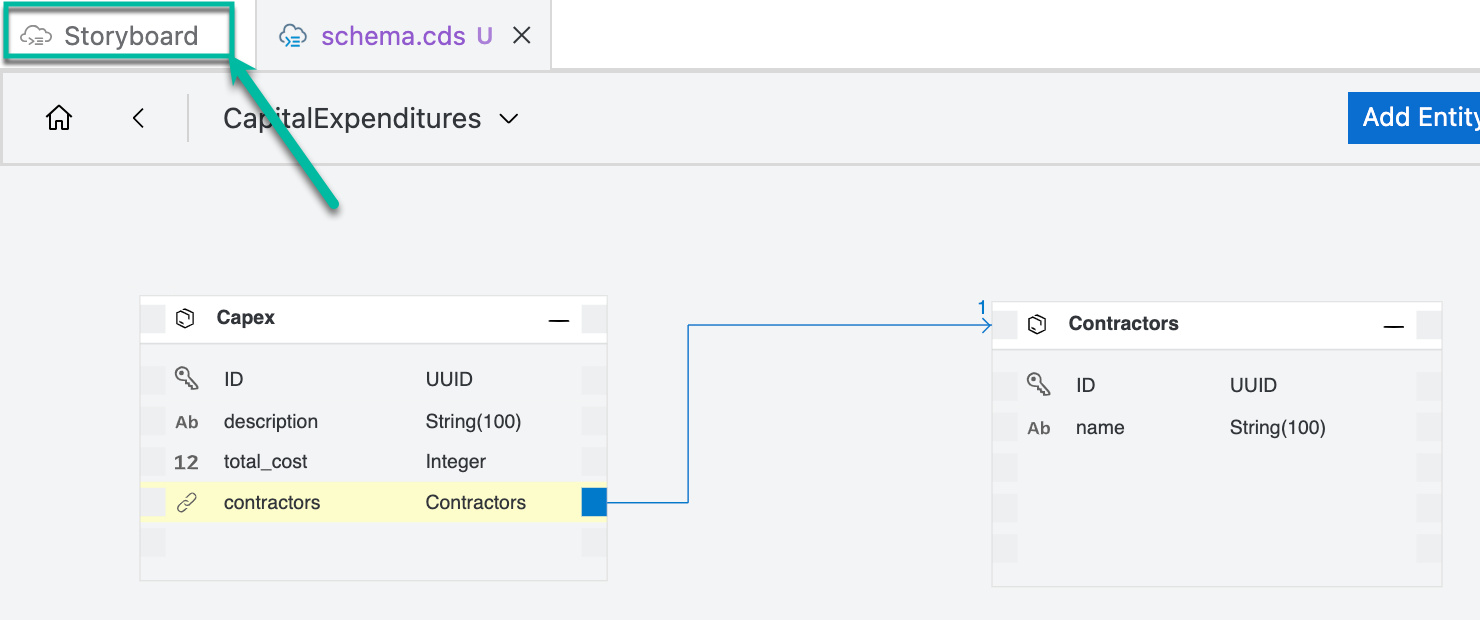 Storyboard
schema.cds U
CapitalExpenditures
Add Entity
Capex
ID UUID
Ab description String(100)
12 total_cost Integer
contractors Contractors
1
Contractors
ID UUID
Ab name String(100)